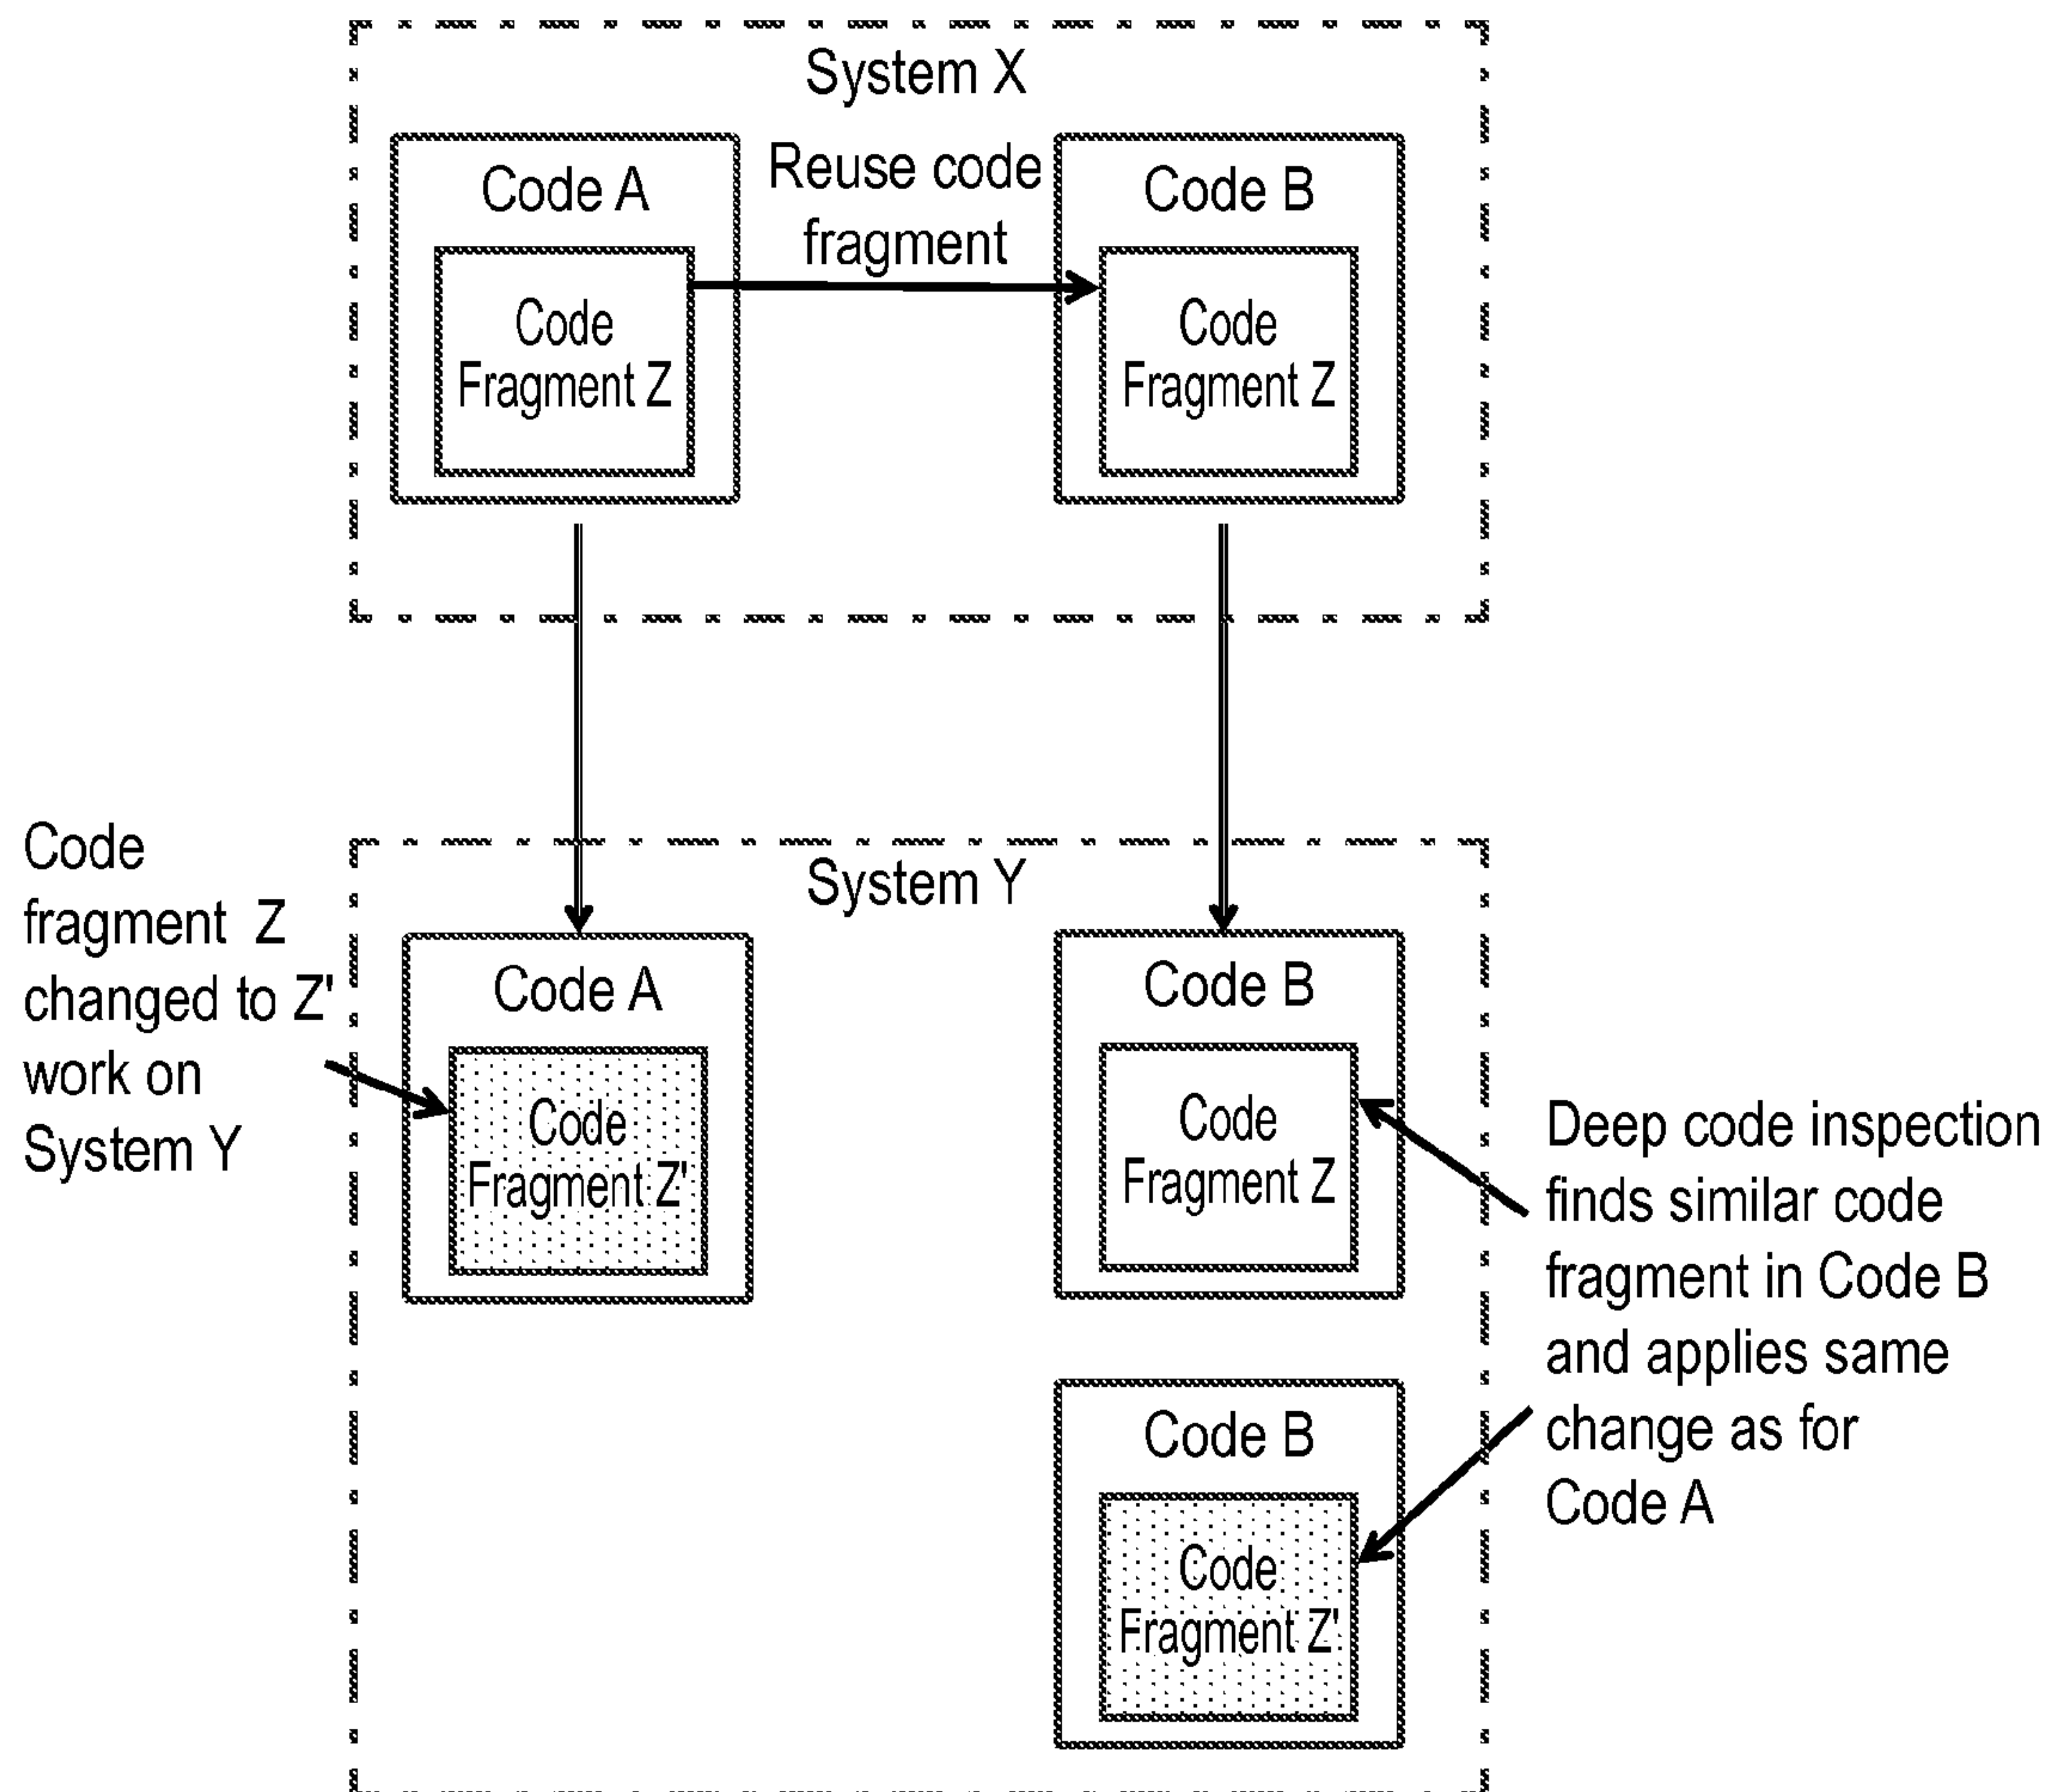 System X
Code A
Reuse code
fragment
Code B
Code
Fragment Z
Code
Fragment Z
Code
fragment Z
changed to Z'
work on
System Y
System Y
Code A
Code
Fragment Z'
Code B
Code
Fragment Z
Deep code inspection
finds similar code
fragment in Code B
and applies same
change as for
Code A
Code B
Code
Fragment Z'